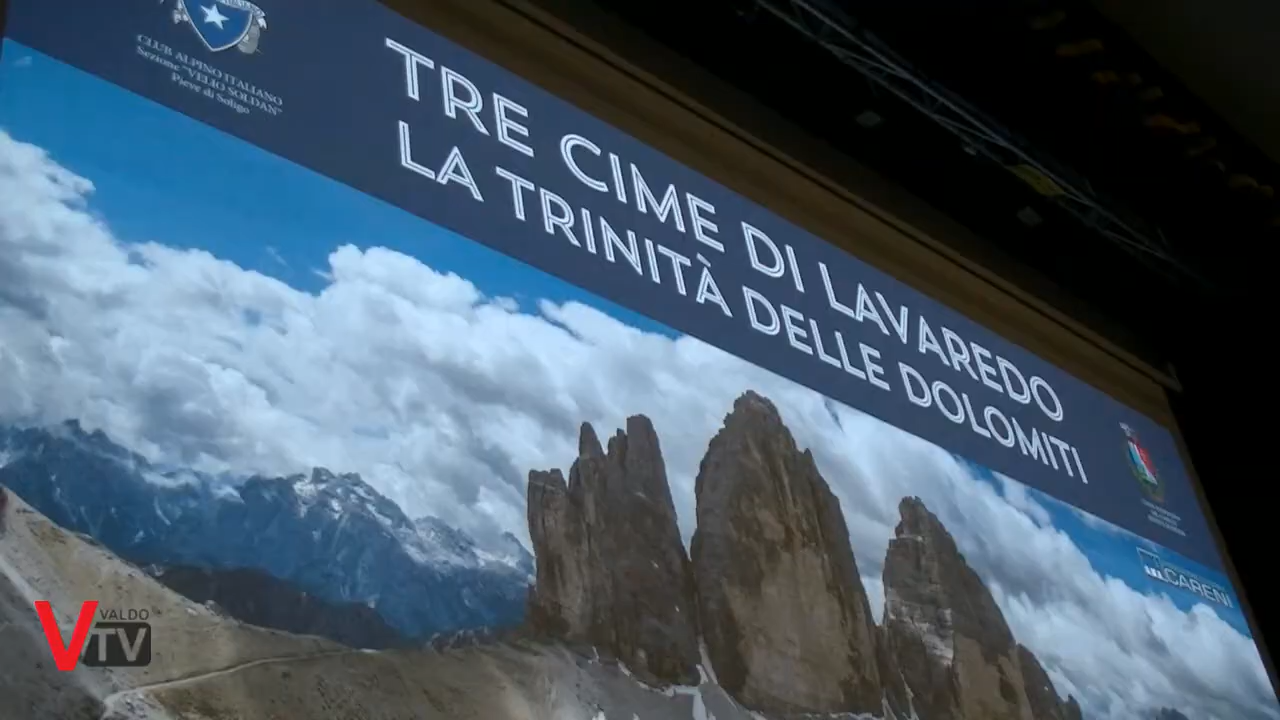 CLUB ALPINO ITALIANO
Sezione "VELIO SOLDAN"
Pieve di Soligo
TRE CIME DI LAVAREDO
LA TRINITÀ DELLE DOLOMITI
CARENI
VALDO
VTV